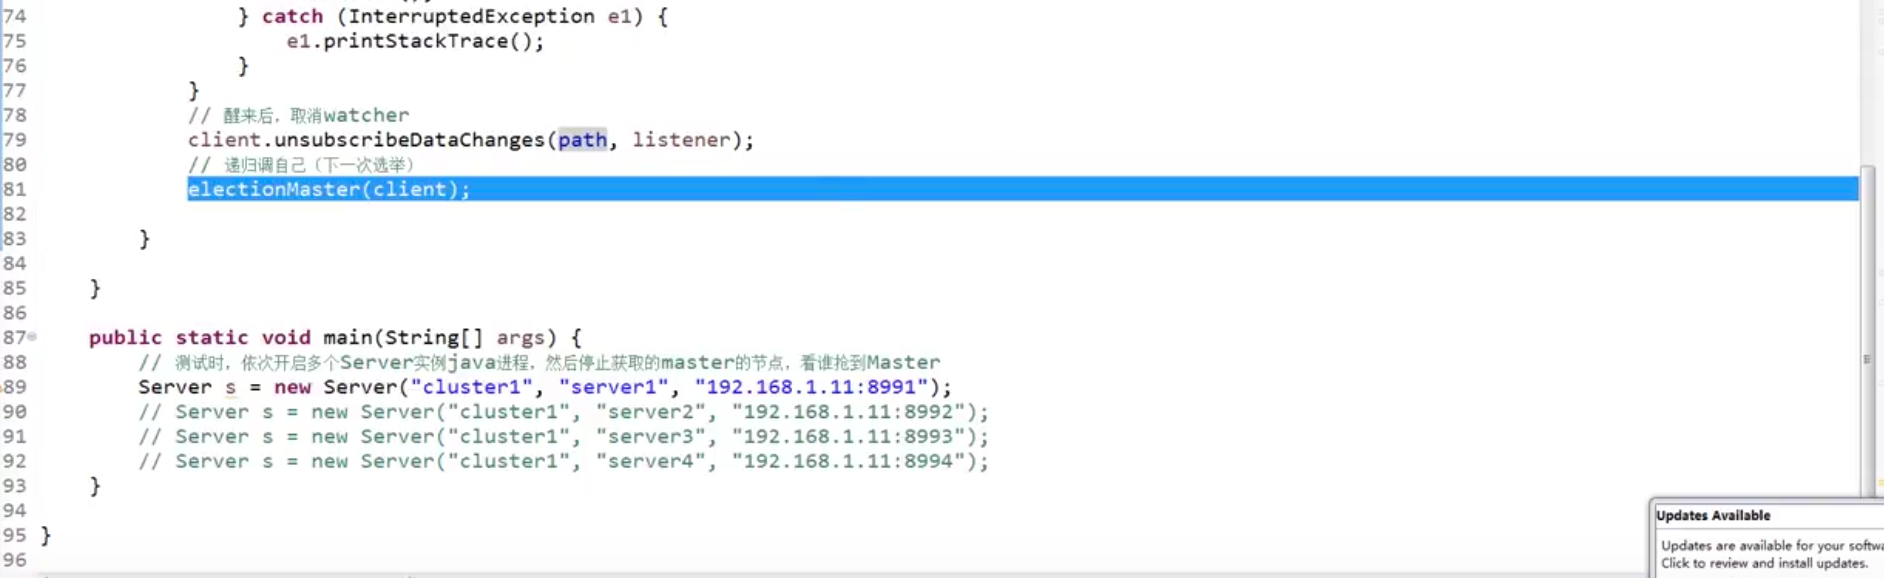 74 } catch (InterruptedException e1) {
75 e1.printStackTrace();
76 }
77 }
78 // 醒来后，取消watcher
79 client.unsubscribeDataChanges(path, listener);
80 // 递归调自己（下一次选举）
81 electionMaster(client);
82
83 }
84
85 }
86
87 public static void main(String[] args) {
88 // 测试时，依次开启多个Server实例java进程，然后停止获取的master的节点，看谁抢到Master
89 Server s = new Server("cluster1", "server1", "192.168.1.11:8991");
90 // Server s = new Server("cluster1", "server2", "192.168.1.11:8992");
91 // Server s = new Server("cluster1", "server3", "192.168.1.11:8993");
92 // Server s = new Server("cluster1", "server4", "192.168.1.11:8994");
93 }
94
95 }
96
Updates Available
Updates are available for your softwa
Click to review and install updates.